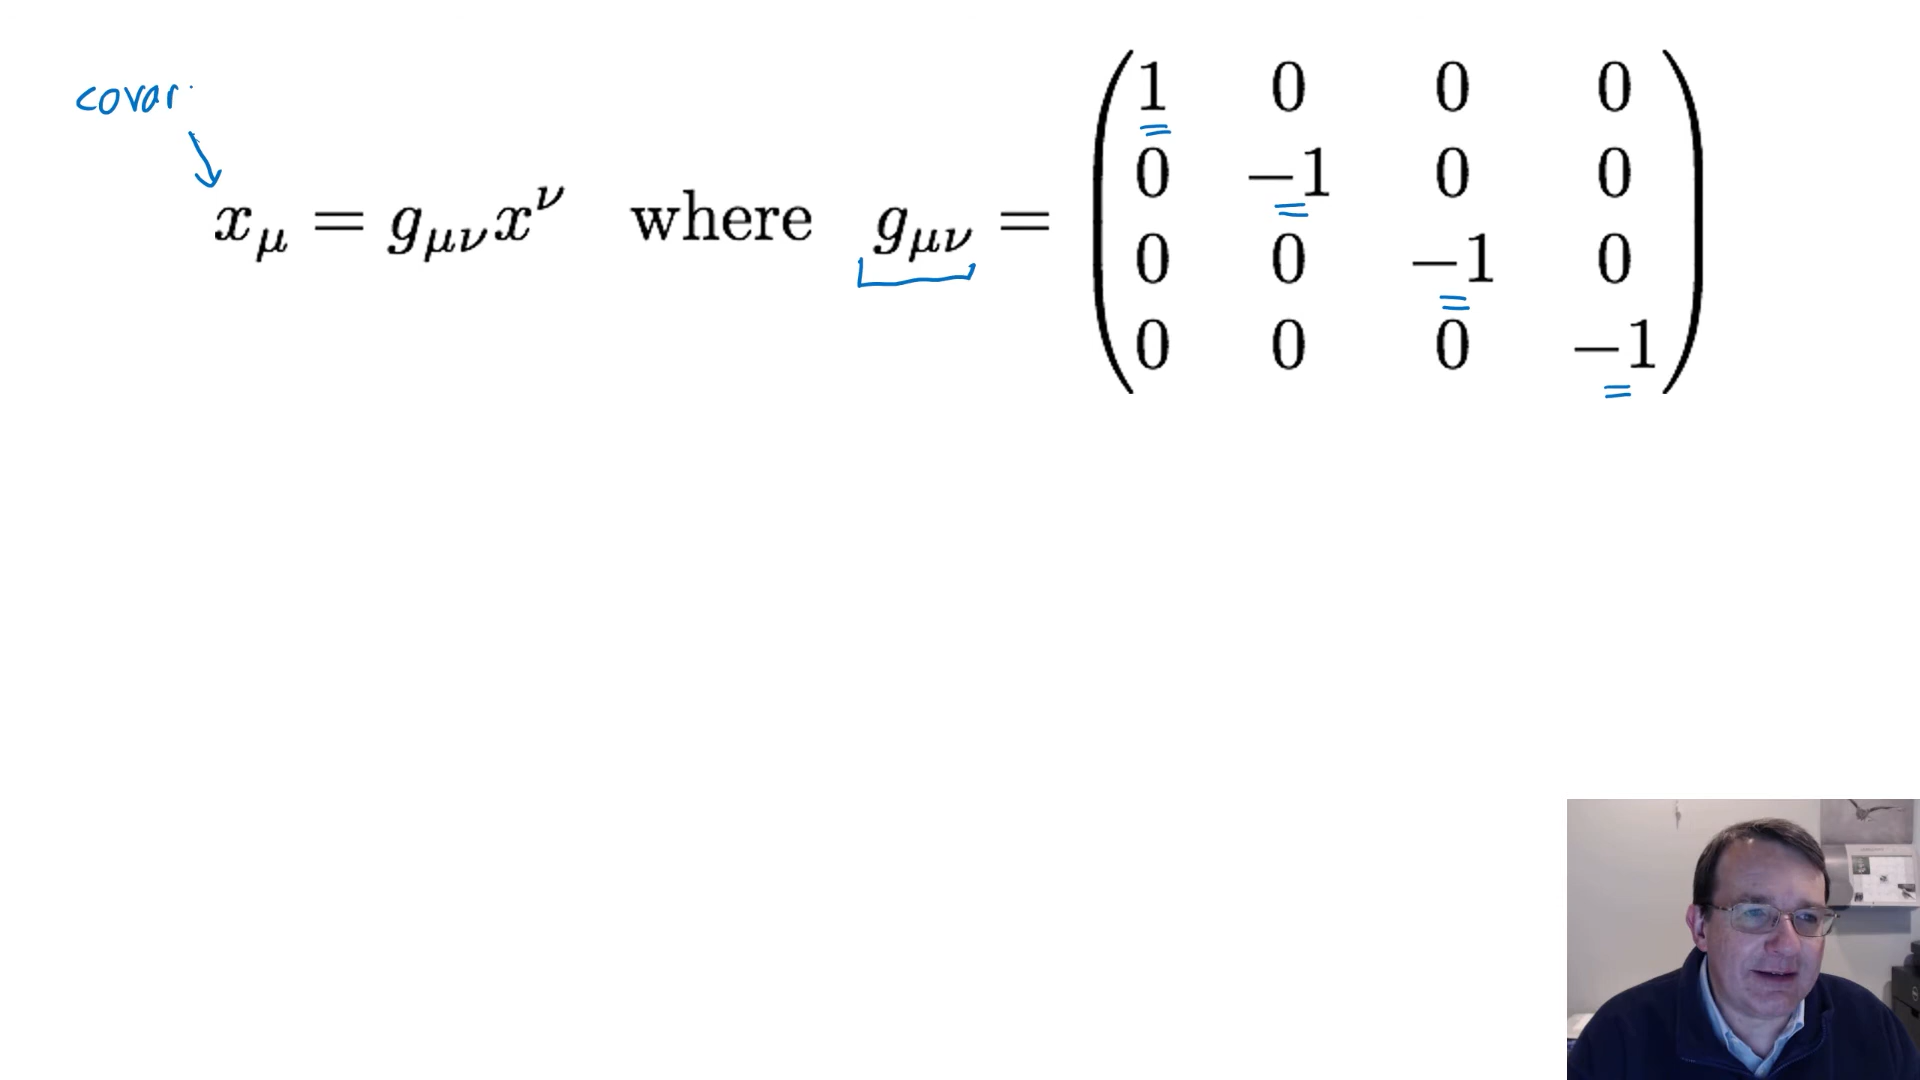 covar
x_μ = g_μν x^ν where g_μν =
1 0 0 0
0 −1 0 0
0 0 −1 0
0 0 0 −1